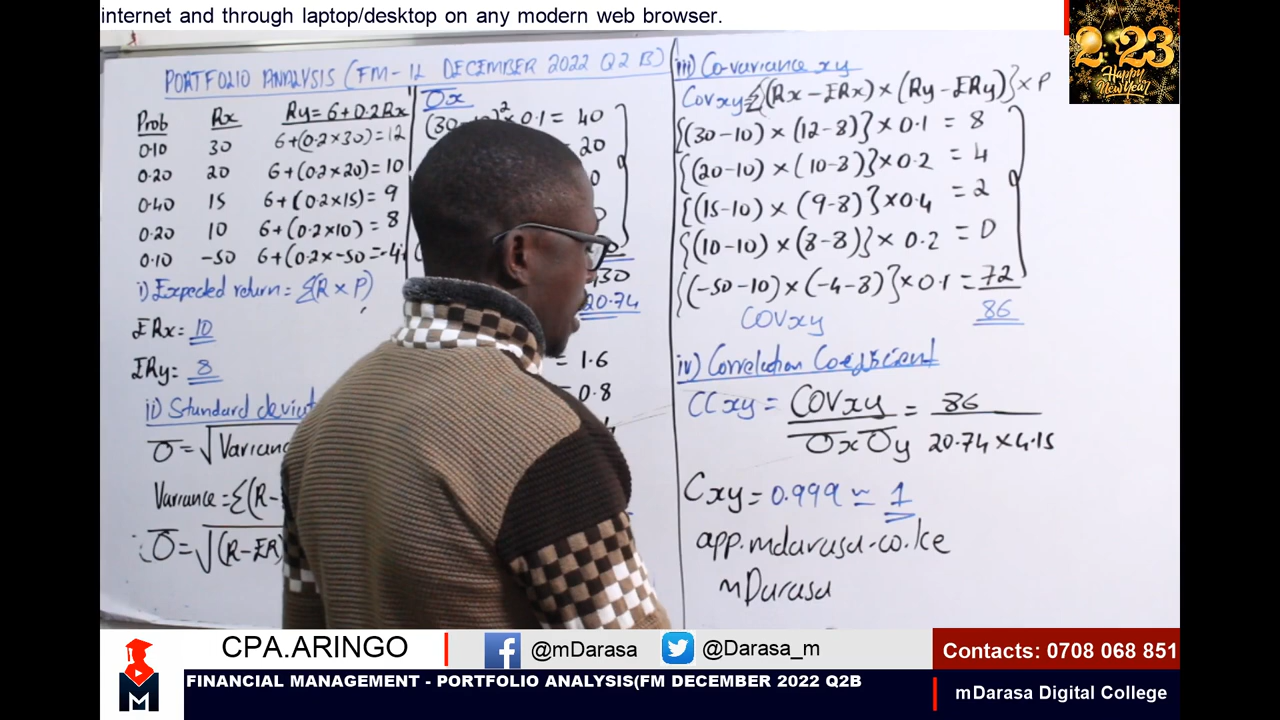 internet and through laptop/desktop on any modern web browser.
2023
Happy
New Year
PORTFOLIO ANALYSIS (FM-12 DECEMBER 2022 Q2 B)
Prob Rx Ry = 6+0.2Rx
0.10 30 6+(0.2×30)=12
0.20 20 6+(0.2×20)=10
0.40 15 6+(0.2×15)=9
0.20 10 6+(0.2×10)=8
0.10 -50 6+(0.2×-50=-4
i) Expected return = Σ(R × P)
ERx = 10
ERy = 8
ii) Standard deviat
σ = √Varianc
Variance = Σ(R-
∴σ = √(R-ER)
σx
(30-10)²×0.1 = 40
20
0
130
20.74
= 1.6
= 0.8
iii) Co-variance xy
COVxy=Σ{(Rx-ERx)×(Ry-ERy)}×P
{(30-10)×(12-8)}×0.1 = 8
{(20-10)×(10-8)}×0.2 = 4
{(15-10)×(9-8)}×0.4 = 2
{(10-10)×(8-8)}×0.2 = 0
{(-50-10)×(-4-8)}×0.1 = 72
COVxy 86
iv) Correlation Coefficient
CCxy = COVxy = 86
σxσy 20.74×4.15
Cxy = 0.999 ≃ 1
app.mdarasa.co.ke
mDarasa
CPA.ARINGO
@mDarasa
@Darasa_m
Contacts: 0708 068 851
M
FINANCIAL MANAGEMENT - PORTFOLIO ANALYSIS(FM DECEMBER 2022 Q2B
mDarasa Digital College